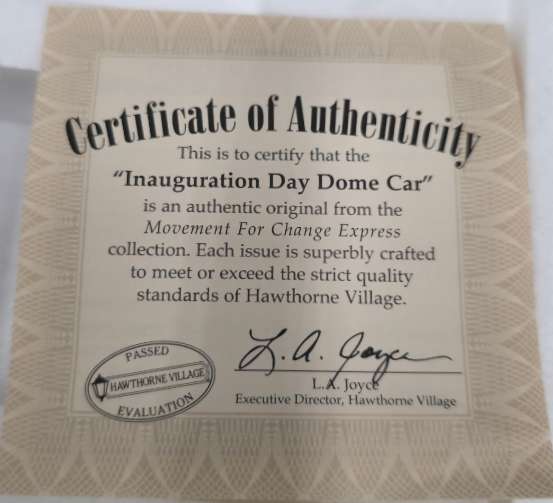 Certificate of Authenticity
This is to certify that the
“Inauguration Day Dome Car”
is an authentic original from the
Movement For Change Express
collection. Each issue is superbly crafted
to meet or exceed the strict quality
standards of Hawthorne Village.
L. A. Joyce
L.A. Joyce
Executive Director, Hawthorne Village
PASSED
HAWTHORNE VILLAGE
EVALUATION